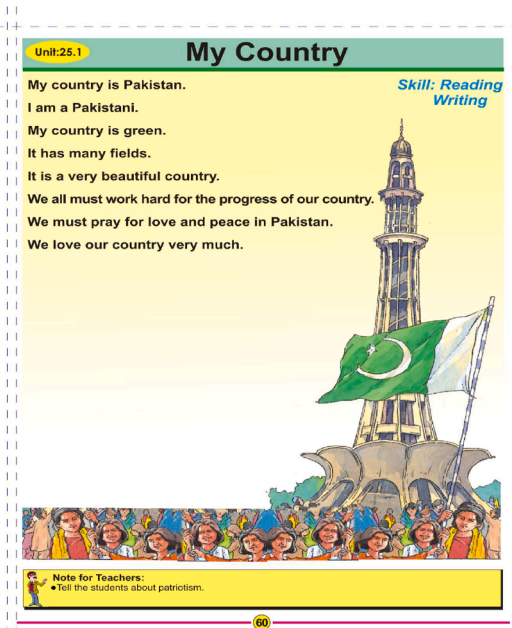 Unit:25.1
My Country
Skill: Reading
Writing
My country is Pakistan.
I am a Pakistani.
My country is green.
It has many fields.
It is a very beautiful country.
We all must work hard for the progress of our country.
We must pray for love and peace in Pakistan.
We love our country very much.
Note for Teachers:
●Tell the students about patriotism.
60